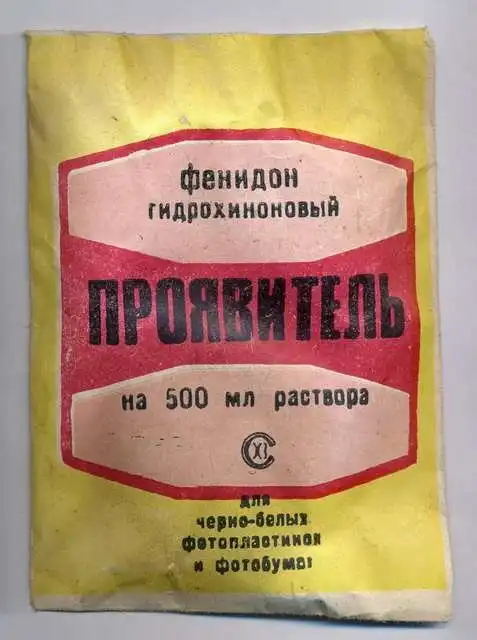 фенидон
гидрохиноновый
ПРОЯВИТЕЛЬ
на 500 мл раствора
для
черно-белых
фотопластинок
и фотобумаг